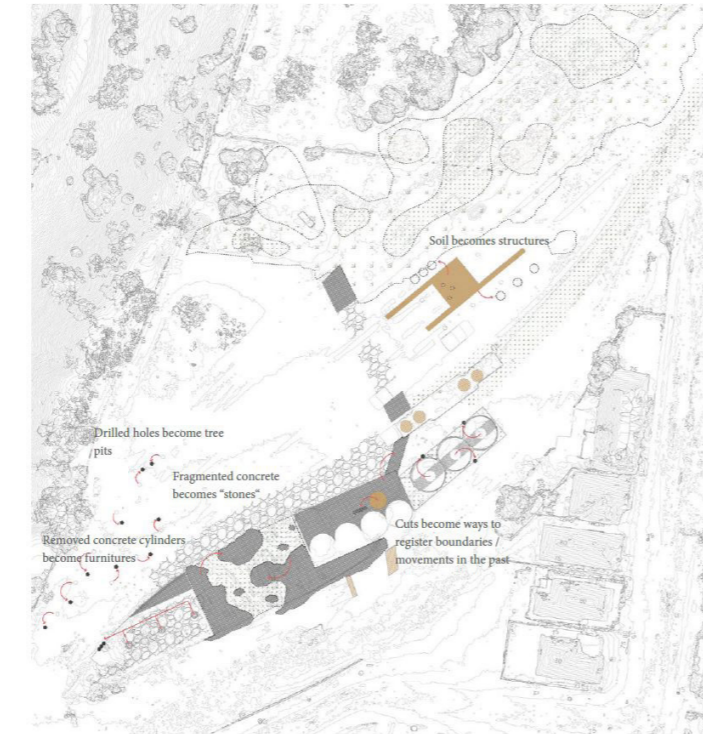 Soil becomes structures
Drilled holes become tree
pits
Fragmented concrete
becomes "stones"
Removed concrete cylinders
become furnitures
Cuts become ways to
register boundaries /
movements in the past